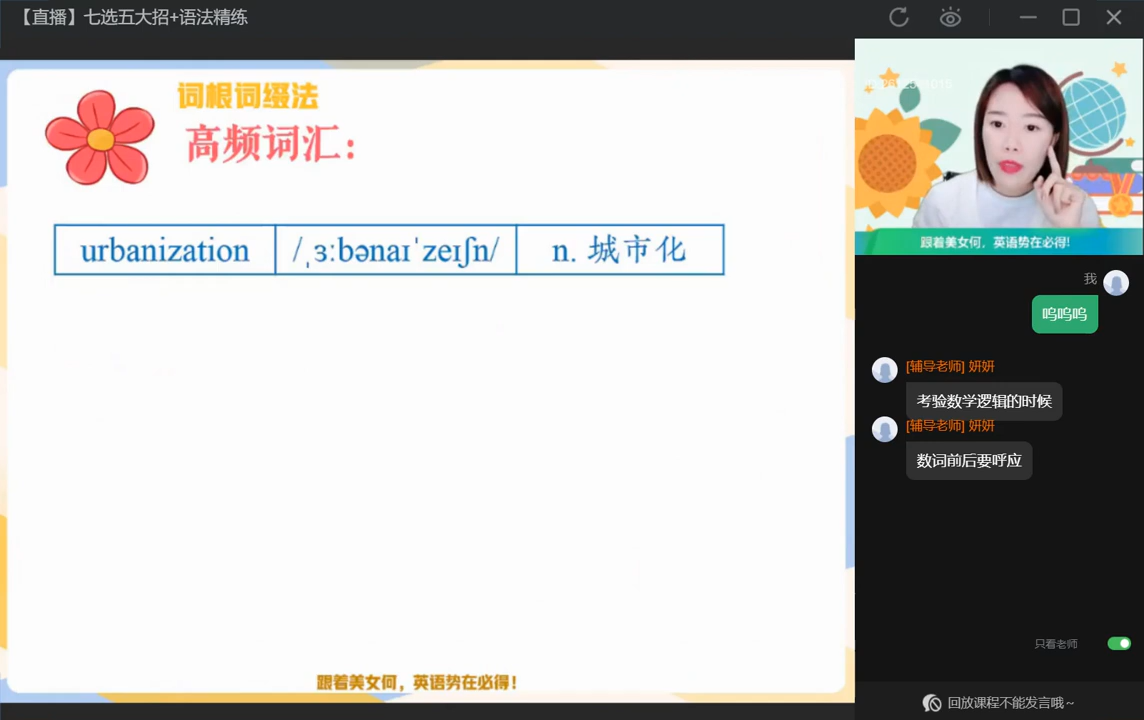 【直播】七选五大招+语法精练
词根词缀法
高频词汇：
urbanization /ˌɜːbənaɪˈzeɪʃn/ n. 城市化
跟着美女何，英语势在必得！
跟着美女何，英语势在必得！
我
呜呜呜
[辅导老师] 妍妍
考验数学逻辑的时候
[辅导老师] 妍妍
数词前后要呼应
只看老师
回放课程不能发言哦~